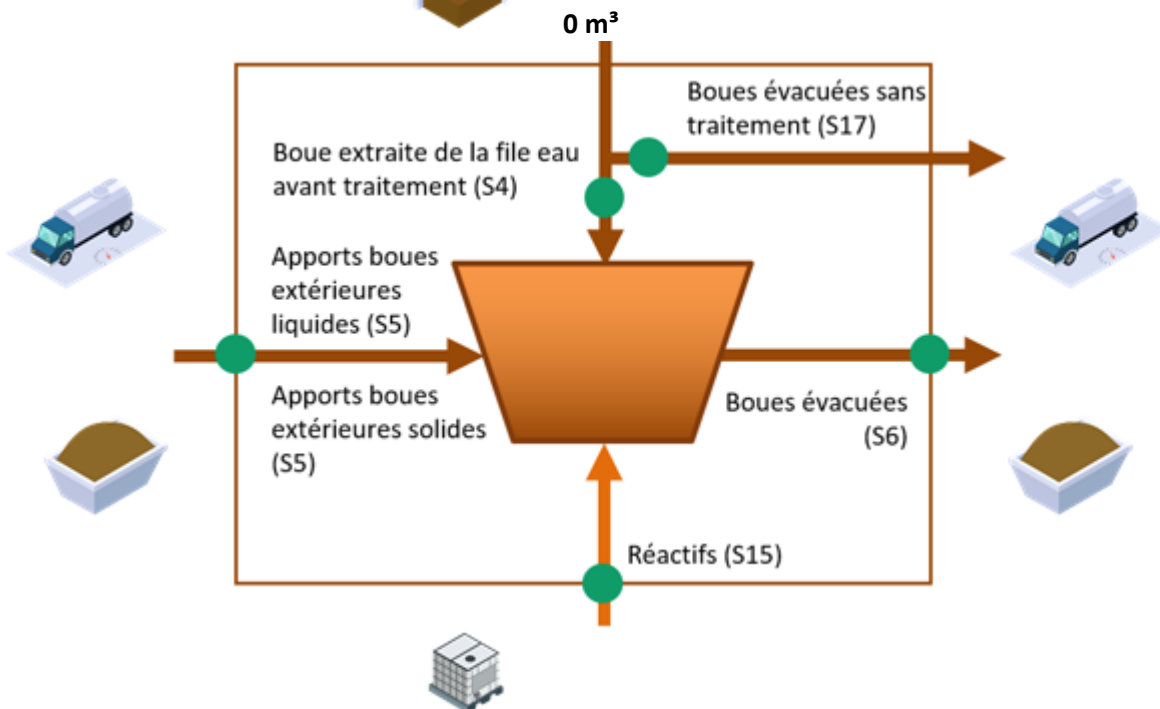 0 m³
Boues évacuées sans
traitement (S17)
Boue extraite de la file eau
avant traitement (S4)
Apports boues
extérieures
liquides (S5)
Apports boues
extérieures solides
(S5)
Boues évacuées
(S6)
Réactifs (S15)